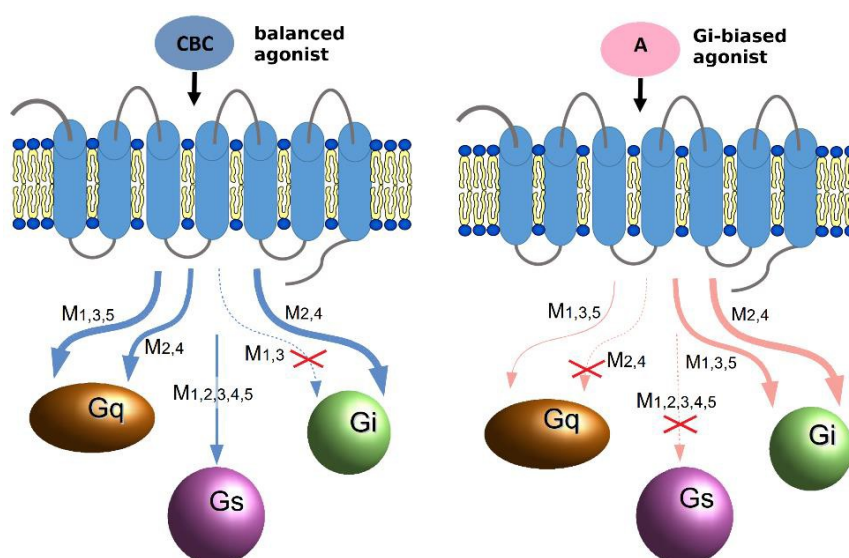 CBC
balanced
agonist
M1,3,5
M2,4
M1,3
M2,4
M1,2,3,4,5
Gq
Gi
Gs
A
Gi-biased
agonist
M1,3,5
M2,4
M2,4
M1,3,5
M1,2,3,4,5
Gq
Gi
Gs